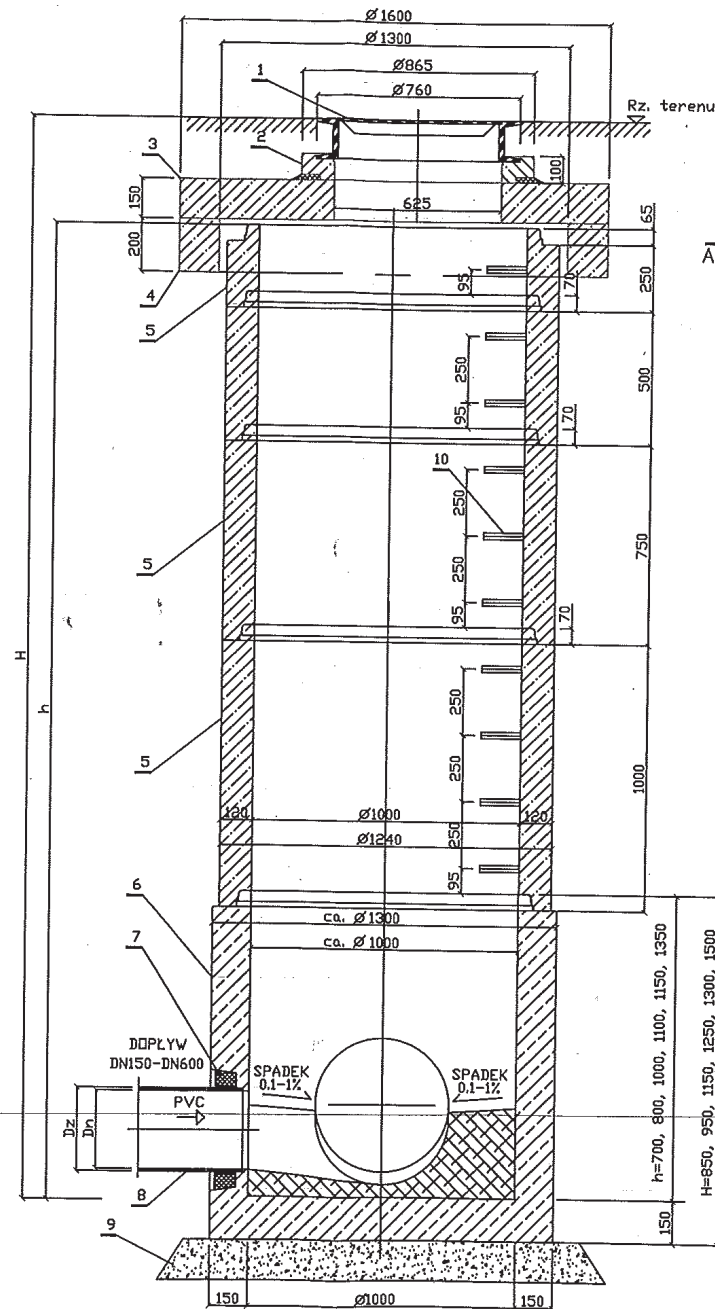 Ø1600
Ø1300
Ø865
Ø760
1
Rz. terenu
2
3
100
150
625
65
200
A
4
95
70
250
5
250
500
95
70
10
250
5
250
750
95
70
H
h
250
5
250
1000
120
Ø1000
120
250
Ø1240
95
6
ca. Ø1300
7
ca. Ø1000
DOPŁYW
DN150-DN600
SPADEK
0,1-1%
SPADEK
0,1-1%
PVC
Dz
Dn
8
h=700, 800, 1000, 1100, 1150, 1350
H=850, 950, 1150, 1250, 1300, 1500
150
9
150
Ø1000
150